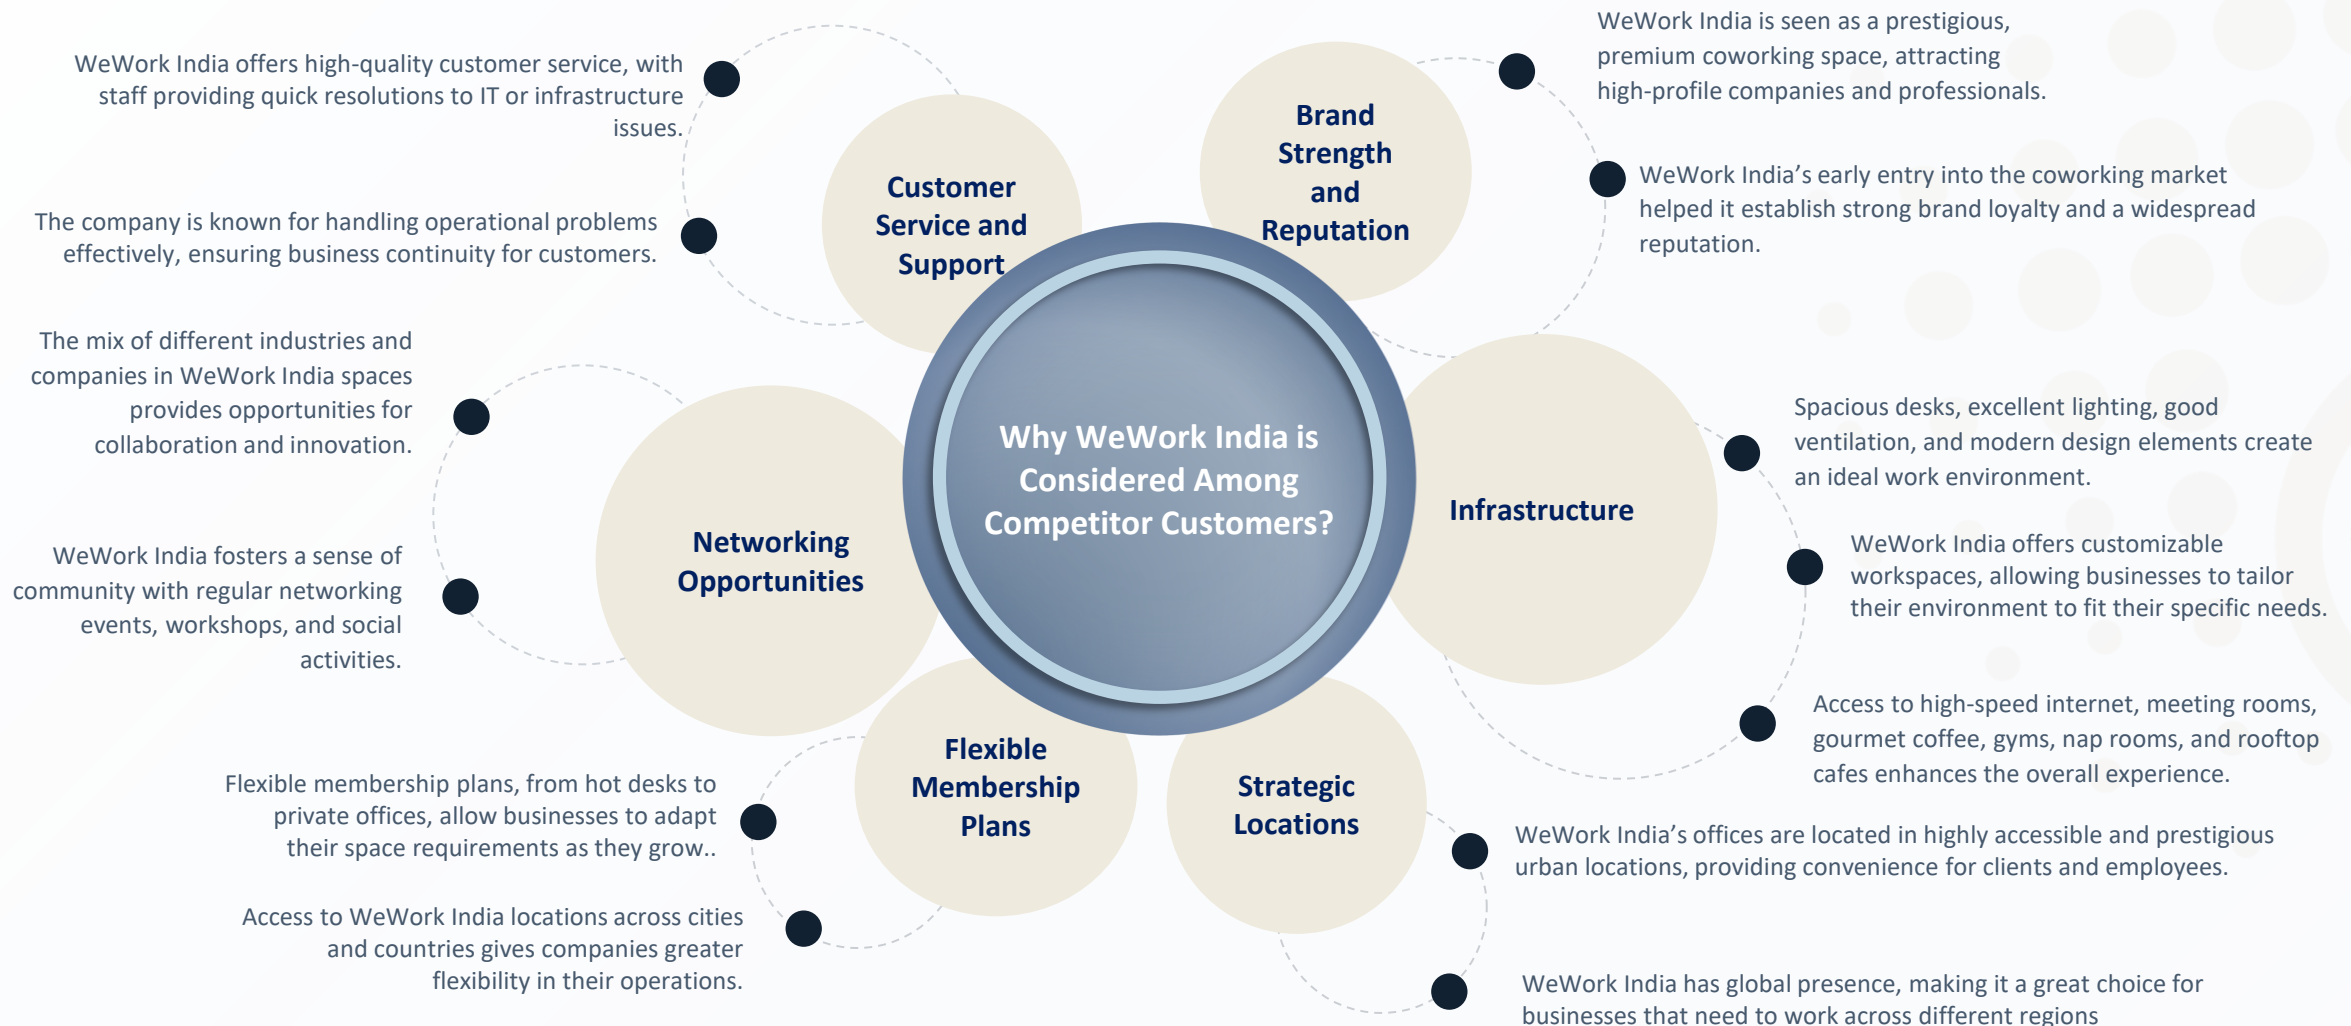 Why WeWork India is
Considered Among
Competitor Customers?
Customer
Service and
Support
WeWork India offers high-quality customer service, with
staff providing quick resolutions to IT or infrastructure
issues.
The company is known for handling operational problems
effectively, ensuring business continuity for customers.
Networking
Opportunities
The mix of different industries and
companies in WeWork India spaces
provides opportunities for
collaboration and innovation.
WeWork India fosters a sense of
community with regular networking
events, workshops, and social
activities.
Flexible
Membership
Plans
Flexible membership plans, from hot desks to
private offices, allow businesses to adapt
their space requirements as they grow..
Access to WeWork India locations across cities
and countries gives companies greater
flexibility in their operations.
Brand
Strength
and
Reputation
WeWork India is seen as a prestigious,
premium coworking space, attracting
high-profile companies and professionals.
WeWork India’s early entry into the coworking market
helped it establish strong brand loyalty and a widespread
reputation.
Infrastructure
Spacious desks, excellent lighting, good
ventilation, and modern design elements create
an ideal work environment.
WeWork India offers customizable
workspaces, allowing businesses to tailor
their environment to fit their specific needs.
Access to high-speed internet, meeting rooms,
gourmet coffee, gyms, nap rooms, and rooftop
cafes enhances the overall experience.
Strategic
Locations
WeWork India’s offices are located in highly accessible and prestigious
urban locations, providing convenience for clients and employees.
WeWork India has global presence, making it a great choice for
businesses that need to work across different regions